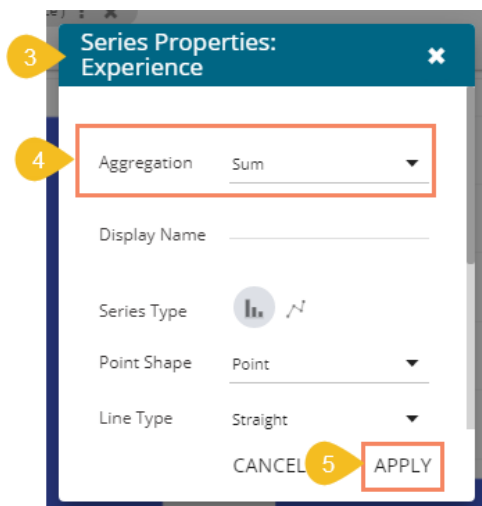 3
Series Properties:
Experience
4
Aggregation Sum
Display Name
Series Type
Point Shape Point
Line Type Straight
CANCEL 5 APPLY